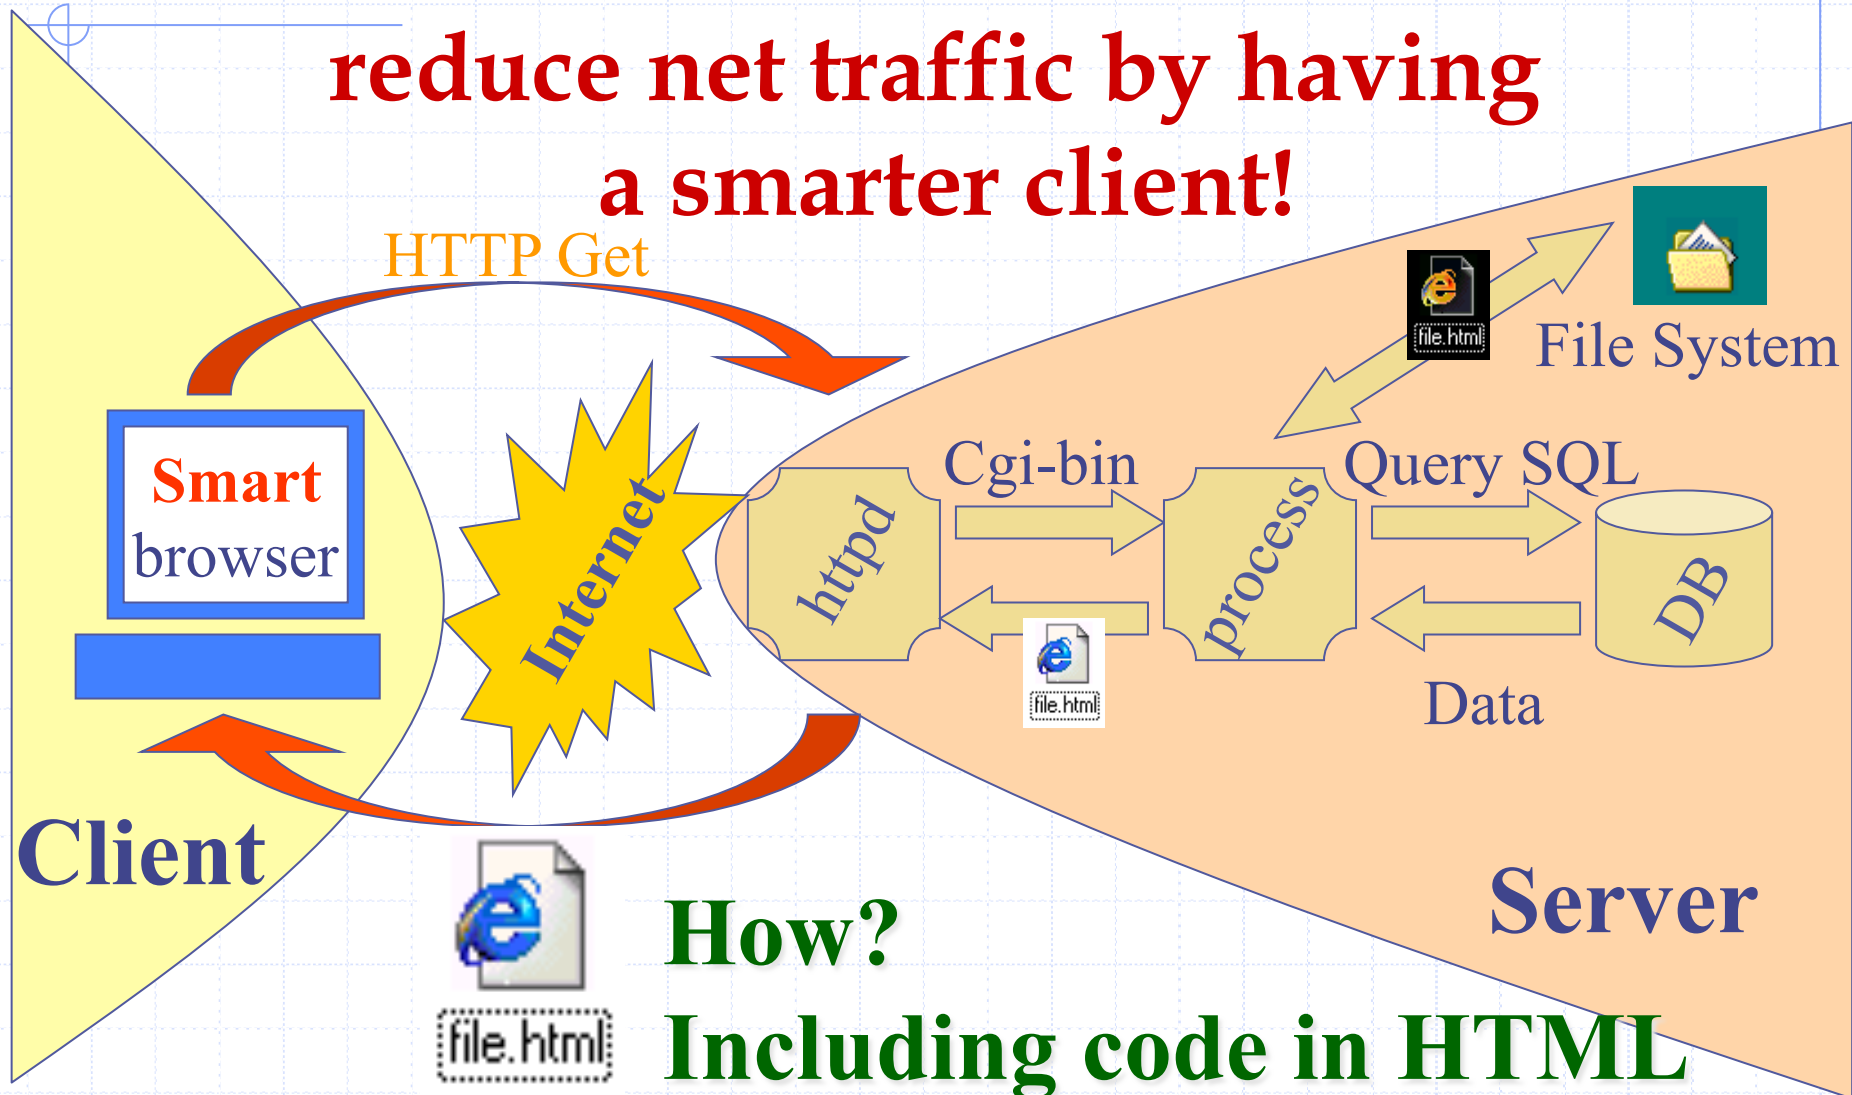 reduce net traffic by having
a smarter client!
HTTP Get
file.html
File System
Smart
browser
Internet
httpd
Cgi-bin
process
Query SQL
DB
file.html
Data
Client
Server
file.html
How?
Including code in HTML